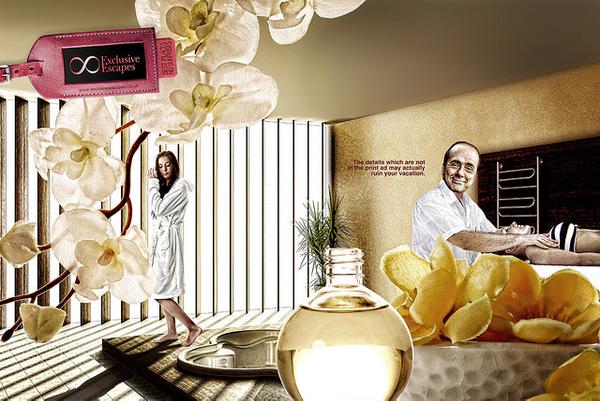 Exclusive
Escapes
The details which are not
in the print ad may actually
ruin your vacation.